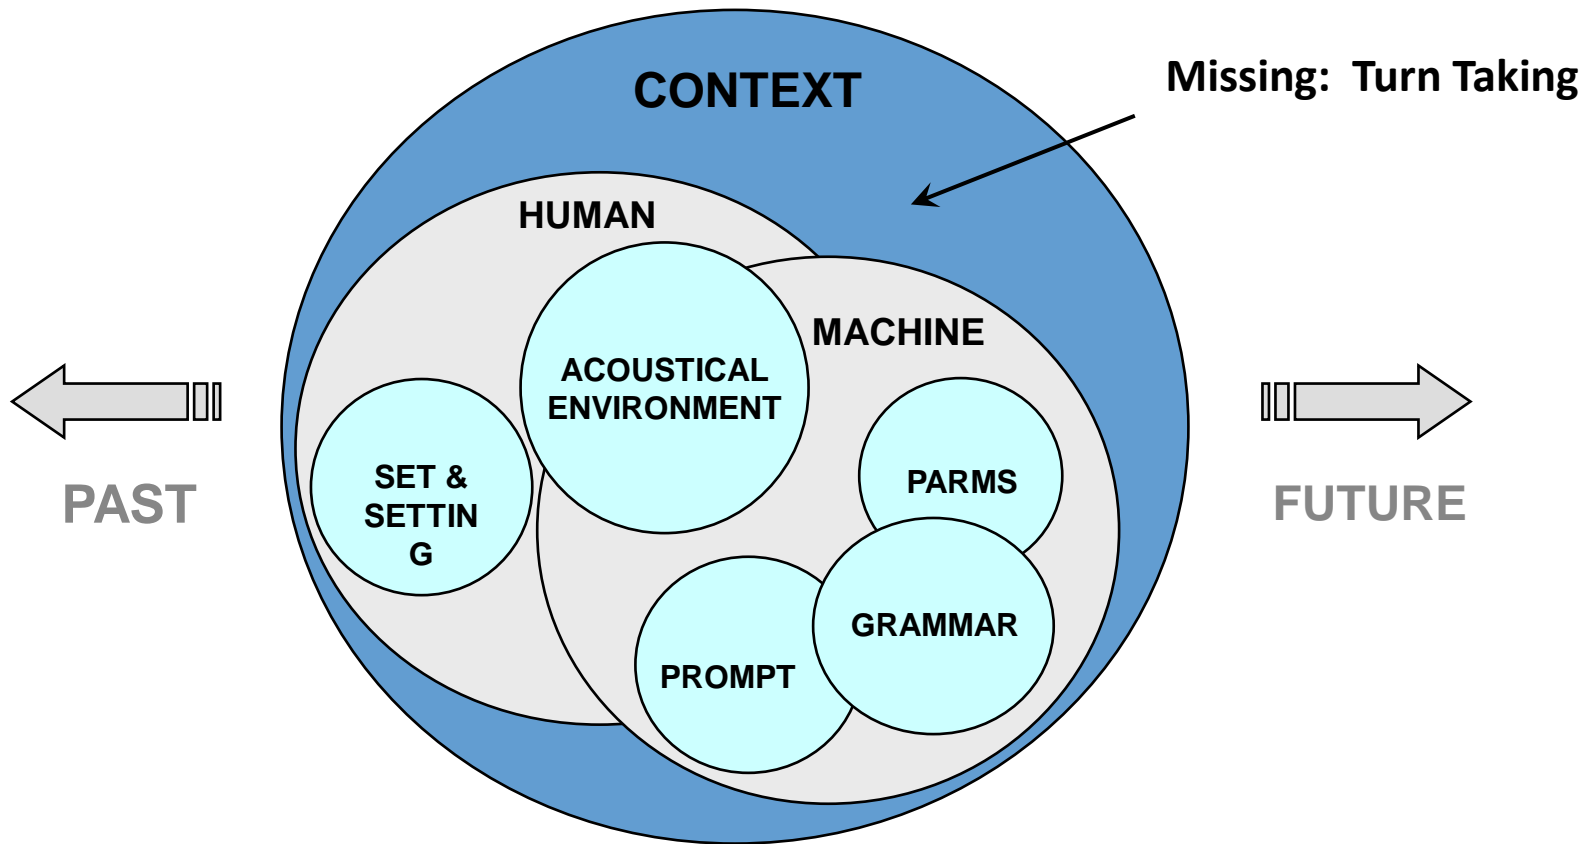 CONTEXT
Missing:  Turn Taking
HUMAN
MACHINE
ACOUSTICAL
ENVIRONMENT
SET &
SETTIN
G
PARMS
GRAMMAR
PROMPT
PAST
FUTURE